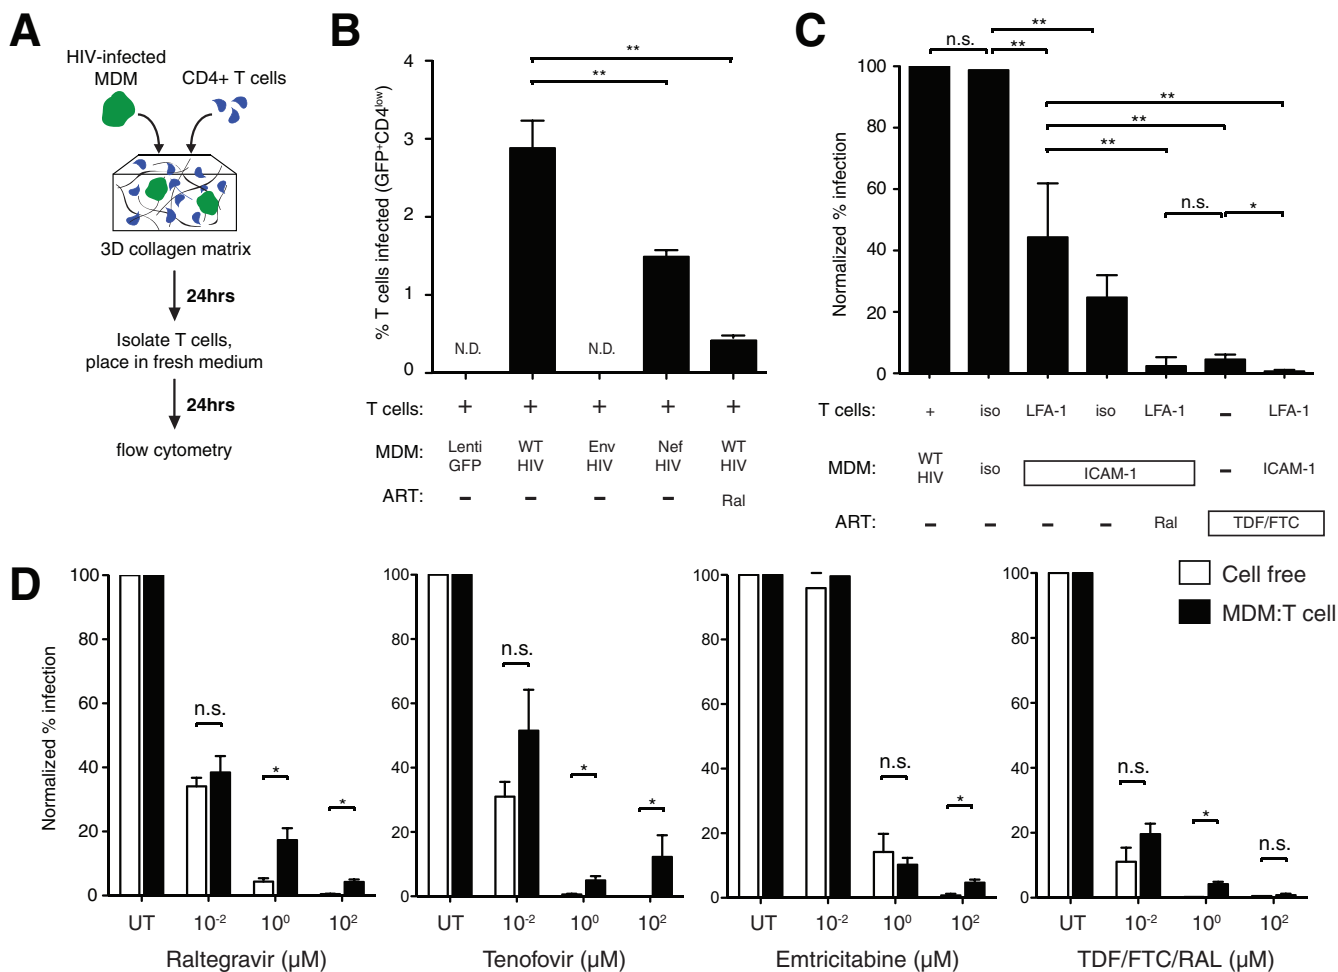 A
HIV-infected
MDM
CD4+ T cells
3D collagen matrix
24hrs
Isolate T cells,
place in fresh medium
24hrs
flow cytometry
B
% T cells infected (GFP⁺CD4ˡᵒʷ)
4
3
2
1
0
**
**
N.D.
N.D.
T cells: + + + + +
MDM: Lenti GFP WT HIV Env HIV Nef HIV WT HIV
ART: – – – – Ral
C
Normalized % infection
100
80
60
40
20
0
n.s.
**
**
**
**
**
n.s.
*
T cells: + iso LFA-1 iso LFA-1 – LFA-1
MDM: WT HIV iso ICAM-1 – ICAM-1
ART: – – – – Ral TDF/FTC
D
Cell free
MDM:T cell
Normalized % infection
100
80
60
40
20
0
n.s.
*
*
UT 10⁻² 10⁰ 10²
Raltegravir (µM)
100
80
60
40
20
0
n.s.
*
*
UT 10⁻² 10⁰ 10²
Tenofovir (µM)
100
80
60
40
20
0
n.s.
*
UT 10⁻² 10⁰ 10²
Emtricitabine (µM)
100
80
60
40
20
0
n.s.
*
n.s.
UT 10⁻² 10⁰ 10²
TDF/FTC/RAL (µM)